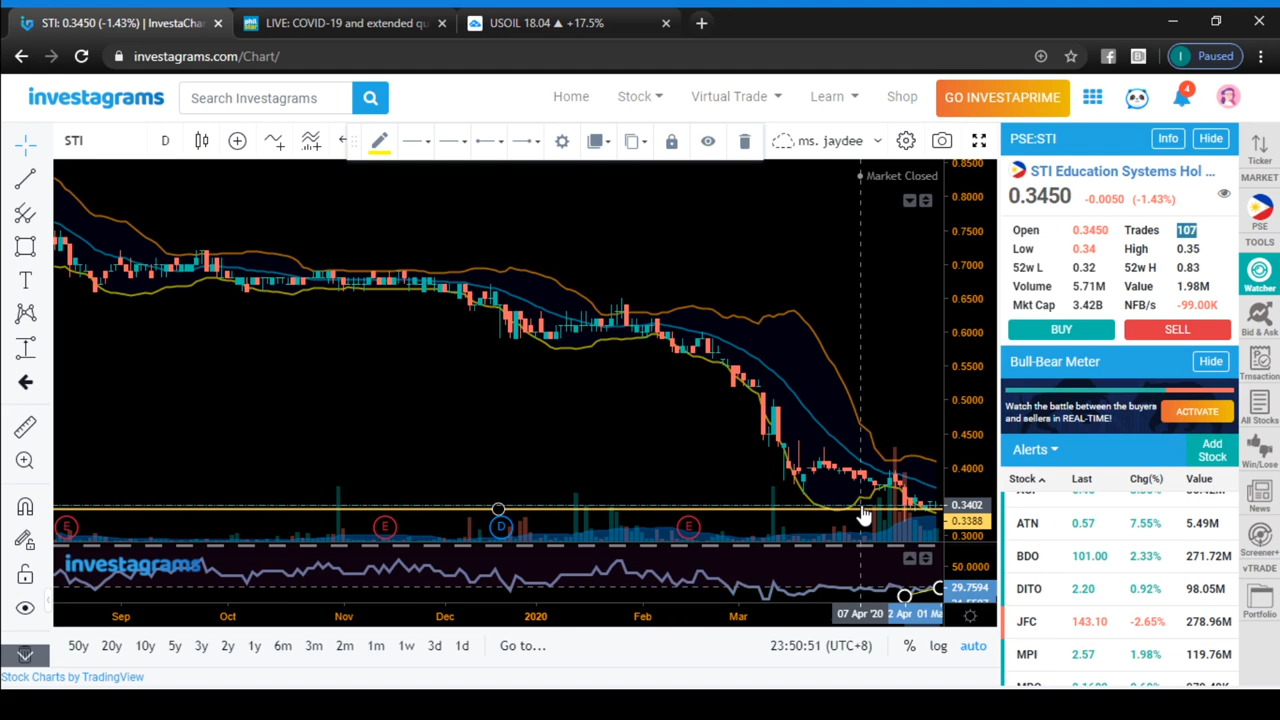 STI: 0.3450 (-1.43%) | InvestaChar
LIVE: COVID-19 and extended qu
USOIL 18.04 ▲ +17.5%
investagrams.com/Chart/
I Paused
investagrams
Search Investagrams
Home Stock Virtual Trade Learn Shop
GO INVESTAPRIME
4
STI D
ms. jaydee
Market Closed
0.8500
0.8000
0.7500
0.7000
0.6500
0.6000
0.5500
0.5000
0.4500
0.4000
0.3402
0.3388
0.3000
E E D E
investagrams
50.0000
29.7594
Sep Oct Nov Dec 2020 Feb Mar 07 Apr '20 2 Apr 01 Ma
50y 20y 10y 5y 3y 2y 1y 6m 3m 2m 1m 1w 3d 1d Go to...
23:50:51 (UTC+8) % log auto
Stock Charts by TradingView
PSE:STI Info Hide
STI Education Systems Hol ...
0.3450 -0.0050 (-1.43%)
Open 0.3450 Trades 107
Low 0.34 High 0.35
52w L 0.32 52w H 0.83
Volume 5.71M Value 1.98M
Mkt Cap 3.42B NFB/s -99.00K
BUY SELL
Bull-Bear Meter Hide
Watch the battle between the buyers
and sellers in REAL-TIME!
ACTIVATE
Alerts
Add
Stock
Stock Last Chg(%) Value
ATN 0.57 7.55% 5.49M
BDO 101.00 2.33% 271.72M
DITO 2.20 0.92% 98.05M
JFC 143.10 -2.65% 278.96M
MPI 2.57 1.98% 119.76M
Ticker
MARKET
PSE
TOOLS
Watcher
Bid & Ask
Trnsaction
All Stocks
Win/Lose
News
Screener+
vTRADE
Portfolio